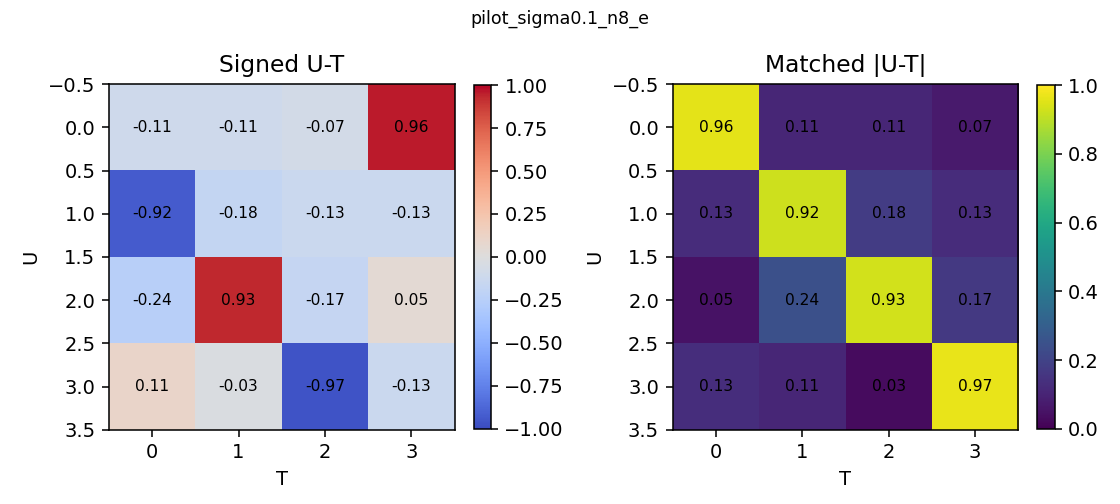 pilot_sigma0.1_n8_e
Signed U-T
−0.5
0.0
0.5
1.0
1.5
2.0
2.5
3.0
3.5
U
-0.11 -0.11 -0.07 0.96
-0.92 -0.18 -0.13 -0.13
-0.24 0.93 -0.17 0.05
0.11 -0.03 -0.97 -0.13
0 1 2 3
T
1.00
0.75
0.50
0.25
0.00
−0.25
−0.50
−0.75
−1.00
Matched |U-T|
−0.5
0.0
0.5
1.0
1.5
2.0
2.5
3.0
3.5
U
0.96 0.11 0.11 0.07
0.13 0.92 0.18 0.13
0.05 0.24 0.93 0.17
0.13 0.11 0.03 0.97
0 1 2 3
T
1.0
0.8
0.6
0.4
0.2
0.0